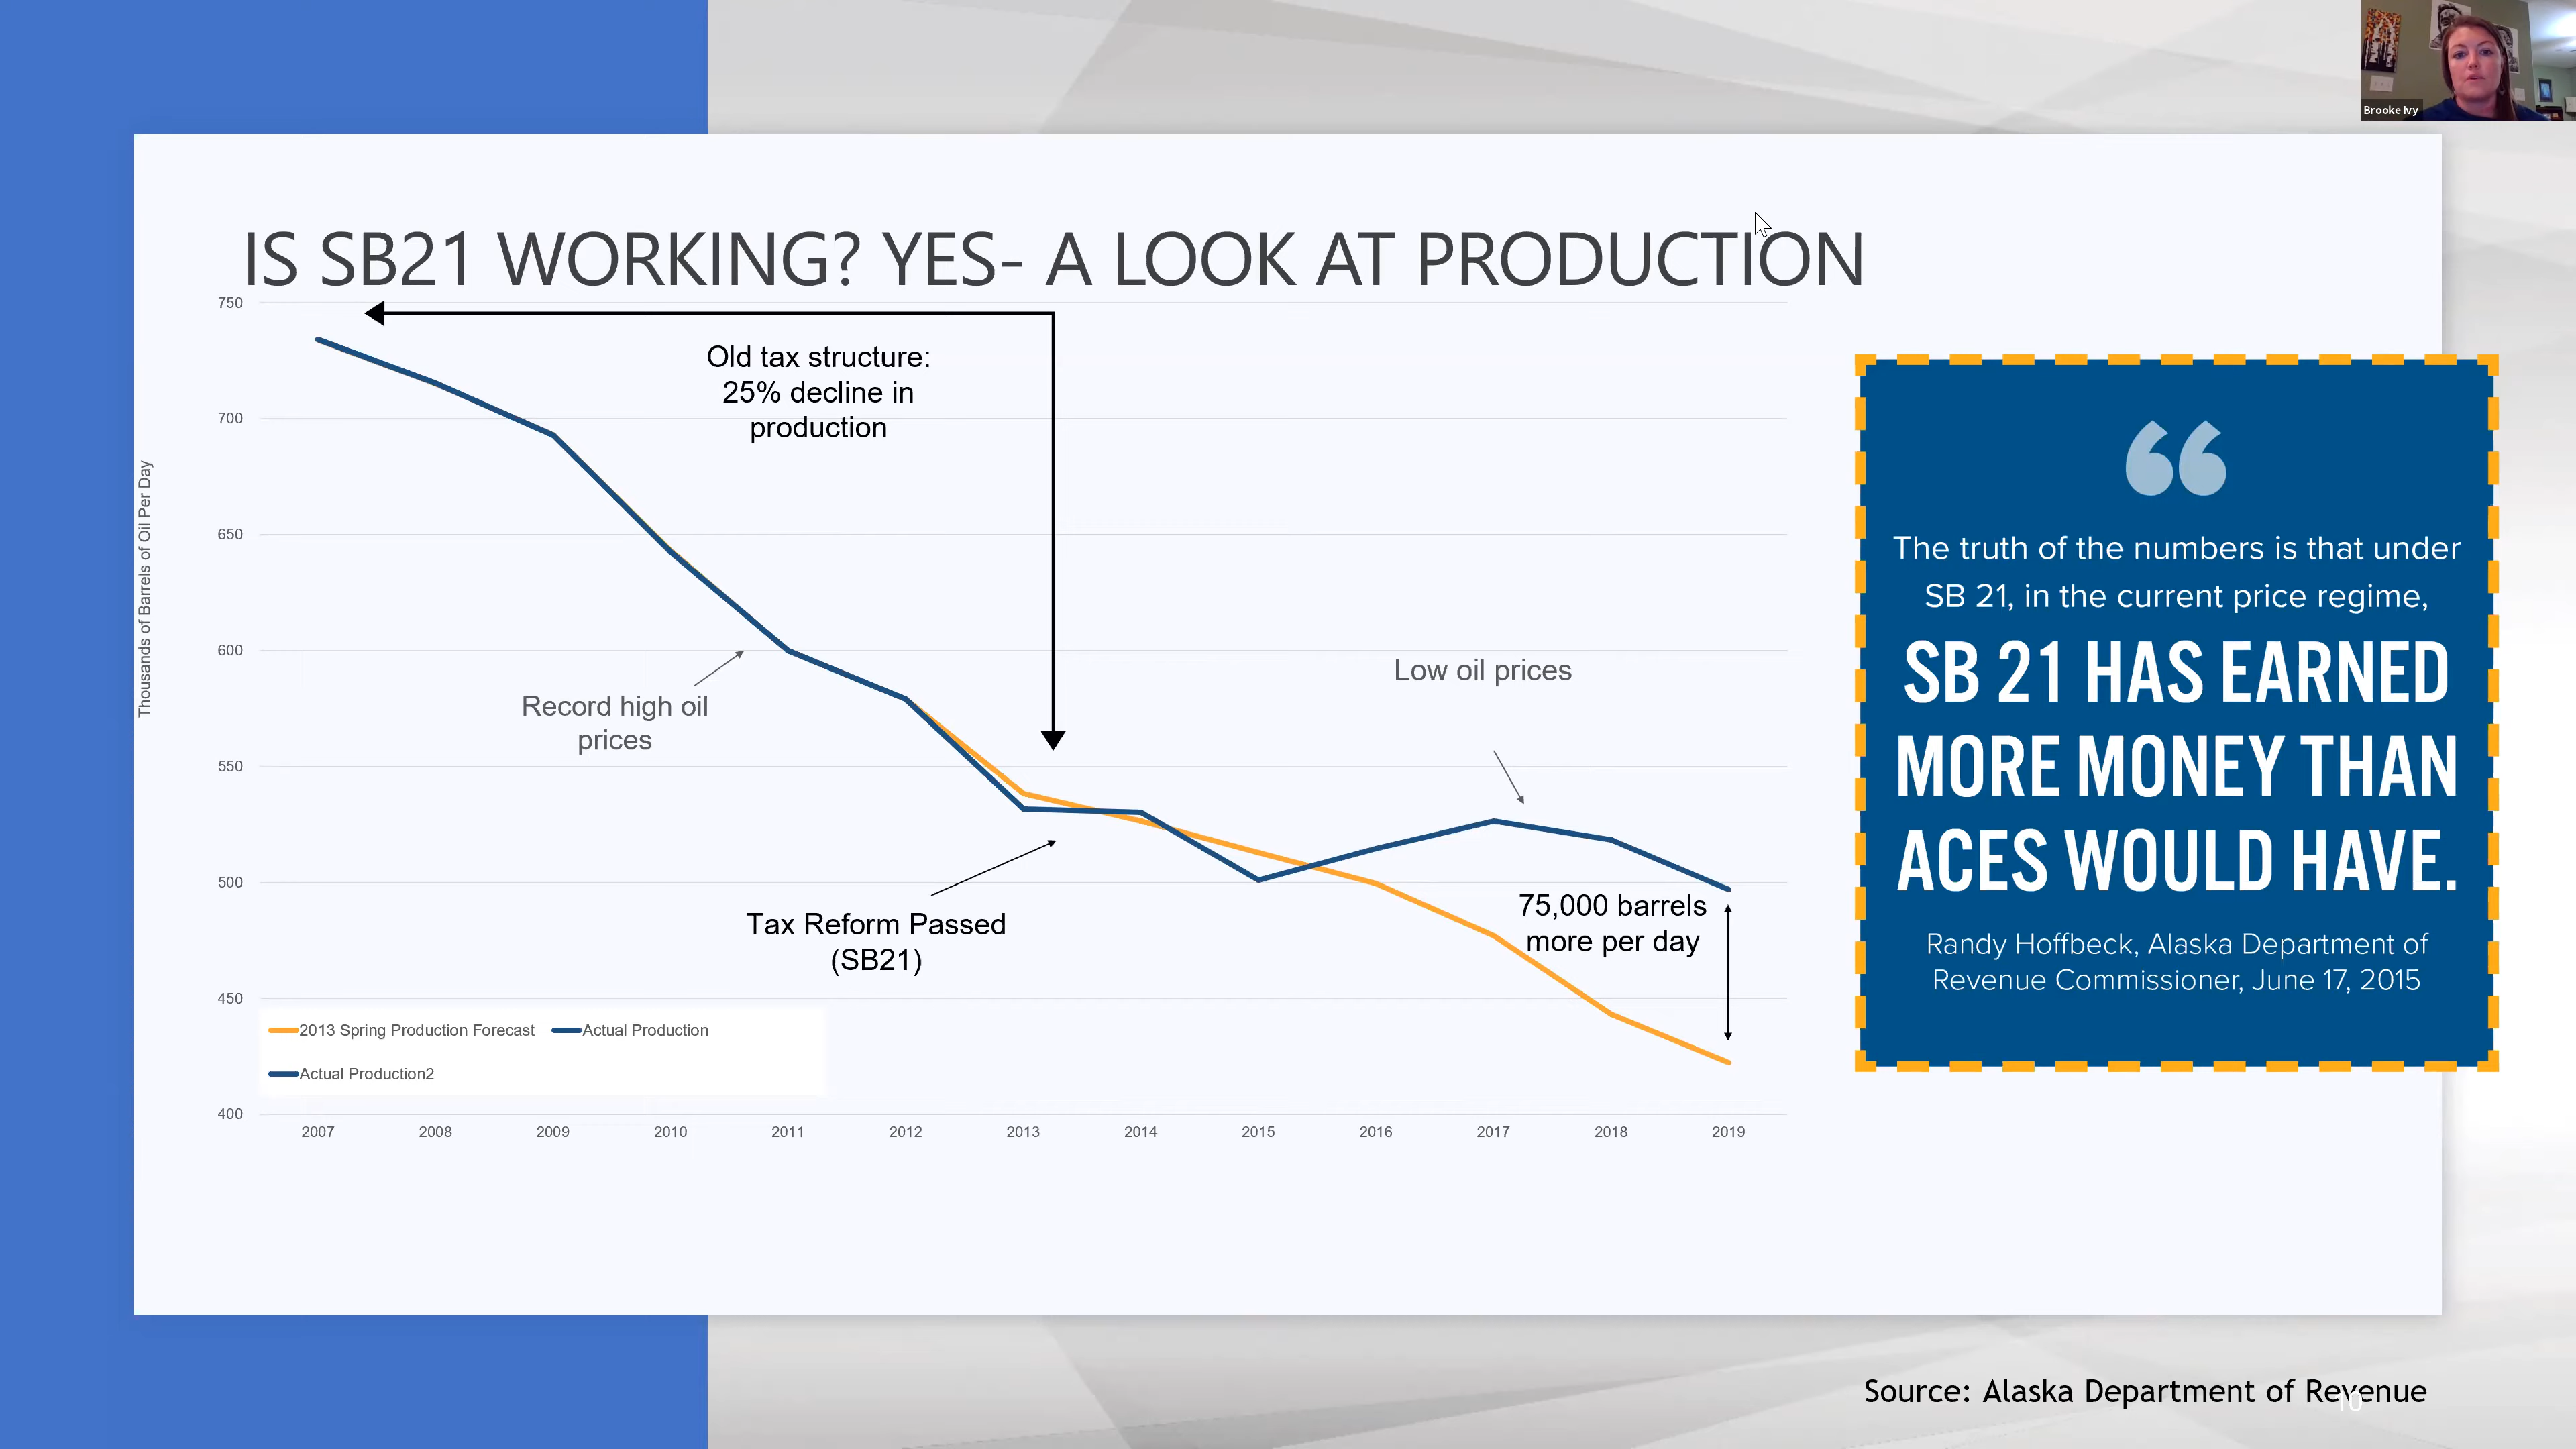 Brooke Ivy
IS SB21 WORKING? YES- A LOOK AT PRODUCTION
Thousands of Barrels of Oil Per Day
750
700
650
600
550
500
450
400
Old tax structure:
25% decline in
production
Record high oil
prices
Low oil prices
Tax Reform Passed
(SB21)
75,000 barrels
more per day
2013 Spring Production Forecast Actual Production
Actual Production2
2007 2008 2009 2010 2011 2012 2013 2014 2015 2016 2017 2018 2019
“
The truth of the numbers is that under
SB 21, in the current price regime,
SB 21 HAS EARNED
MORE MONEY THAN
ACES WOULD HAVE.
Randy Hoffbeck, Alaska Department of
Revenue Commissioner, June 17, 2015
Source: Alaska Department of Revenue
10